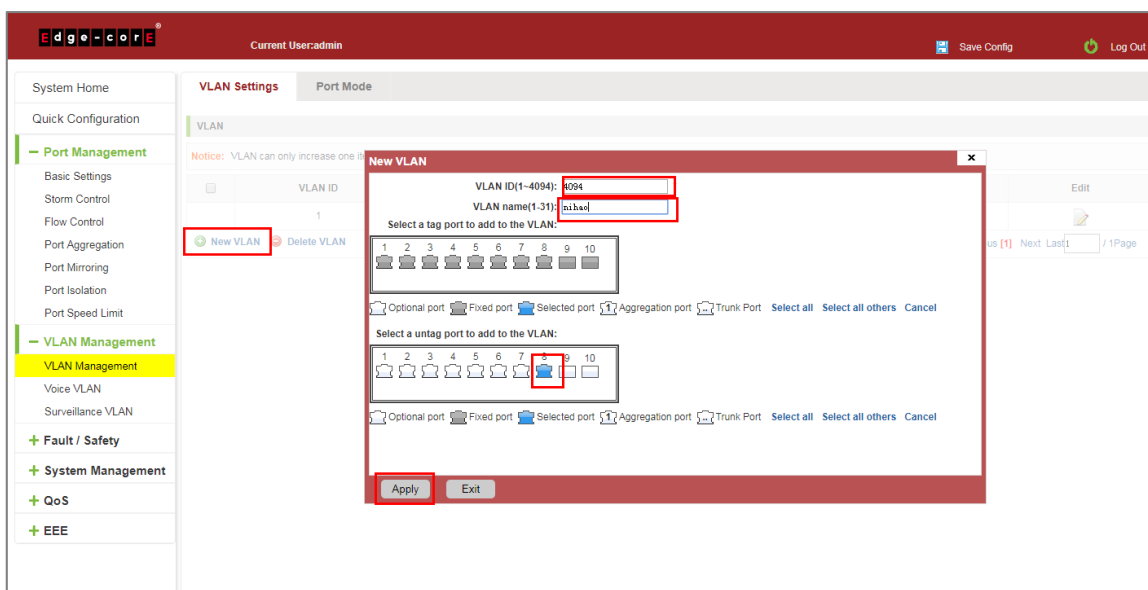 Edge-corE®
Current User:admin
Save Config
Log Out
System Home
Quick Configuration
Port Management
Basic Settings
Storm Control
Flow Control
Port Aggregation
Port Mirroring
Port Isolation
Port Speed Limit
VLAN Management
VLAN Management
Voice VLAN
Surveillance VLAN
Fault / Safety
System Management
QoS
EEE
VLAN Settings Port Mode
VLAN
Notice: VLAN can only increase one
VLAN ID Edit
1
New VLAN Delete VLAN
[1] Next Last 1 / 1Page
New VLAN x
VLAN ID(1~4094): 4094
VLAN name(1-31): nihao
Select a tag port to add to the VLAN:
1 2 3 4 5 6 7 8 9 10
Optional port Fixed port Selected port 1 Aggregation port Trunk Port Select all Select all others Cancel
Select a untag port to add to the VLAN:
1 2 3 4 5 6 7 8 9 10
Optional port Fixed port Selected port 1 Aggregation port Trunk Port Select all Select all others Cancel
Apply Exit